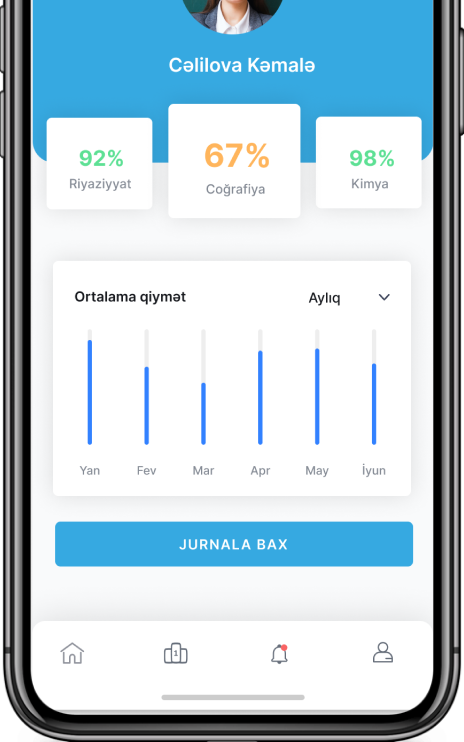 Cəlilova Kəmalə
92%
Riyaziyyat
67%
Coğrafiya
98%
Kimya
Ortalama qiymət
Aylıq
Yan Fev Mar Apr May İyun
JURNALA BAX
1